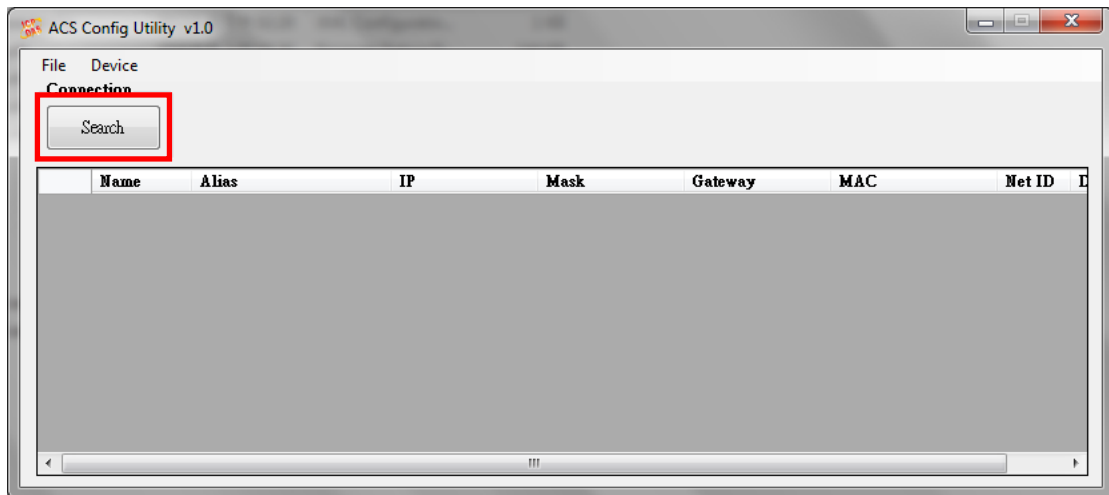 ACS Config Utility v1.0
File Device
Connection
Search
Name Alias IP Mask Gateway MAC Net ID